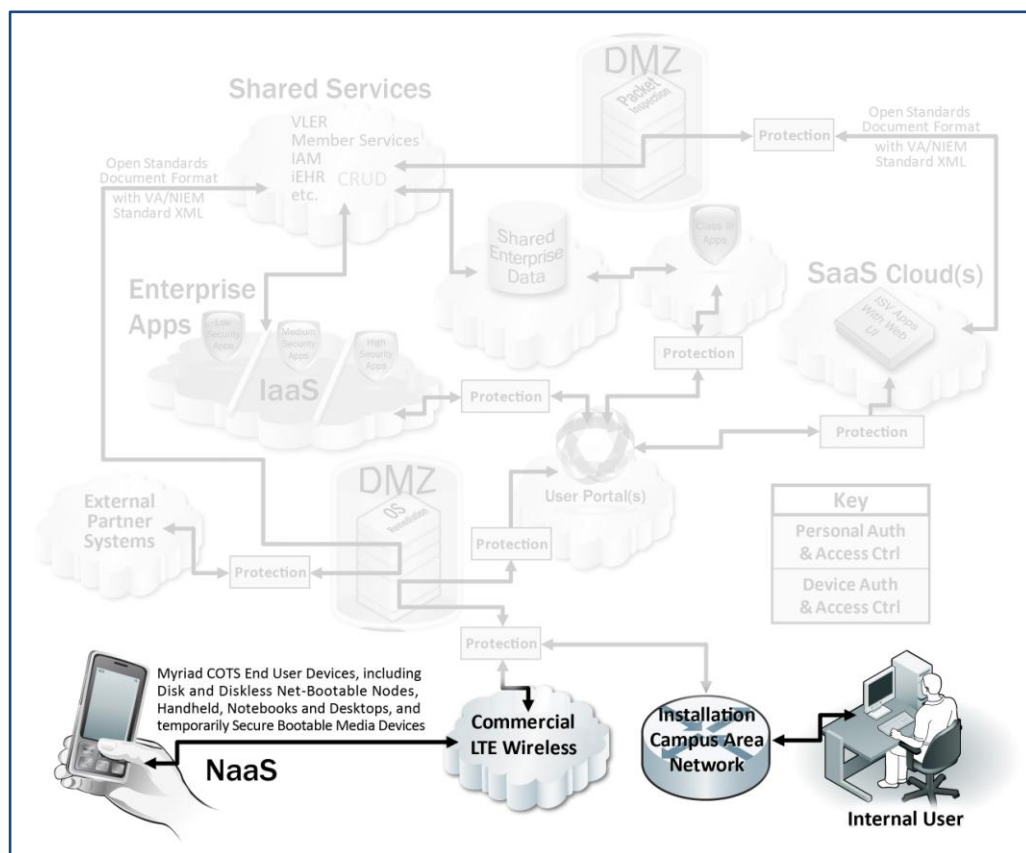 DMZ
Packet
Inspection
Shared Services
VLER
Member Services
IAM
iEHR
etc.
CRUD
Protection
Open Standards
Document Format
with VA/NIEM
Standard XML
Open Standards
Document Format
with VA/NIEM
Standard XML
Shared
Enterprise
Data
Class III
Apps
SaaS Cloud(s)
ISV Apps
With Web
UI
Enterprise
Apps
Low
Security
Apps
Medium
Security
Apps
High
Security
Apps
IaaS
Protection
Protection
Protection
User Portal(s)
DMZ
OS
Remediation
External
Partner
Systems
Protection
Protection
Key
Personal Auth
& Access Ctrl
Device Auth
& Access Ctrl
Protection
Myriad COTS End User Devices, including
Disk and Diskless Net-Bootable Nodes,
Handheld, Notebooks and Desktops, and
temporarily Secure Bootable Media Devices
NaaS
Commercial
LTE Wireless
Installation
Campus Area
Network
Internal User